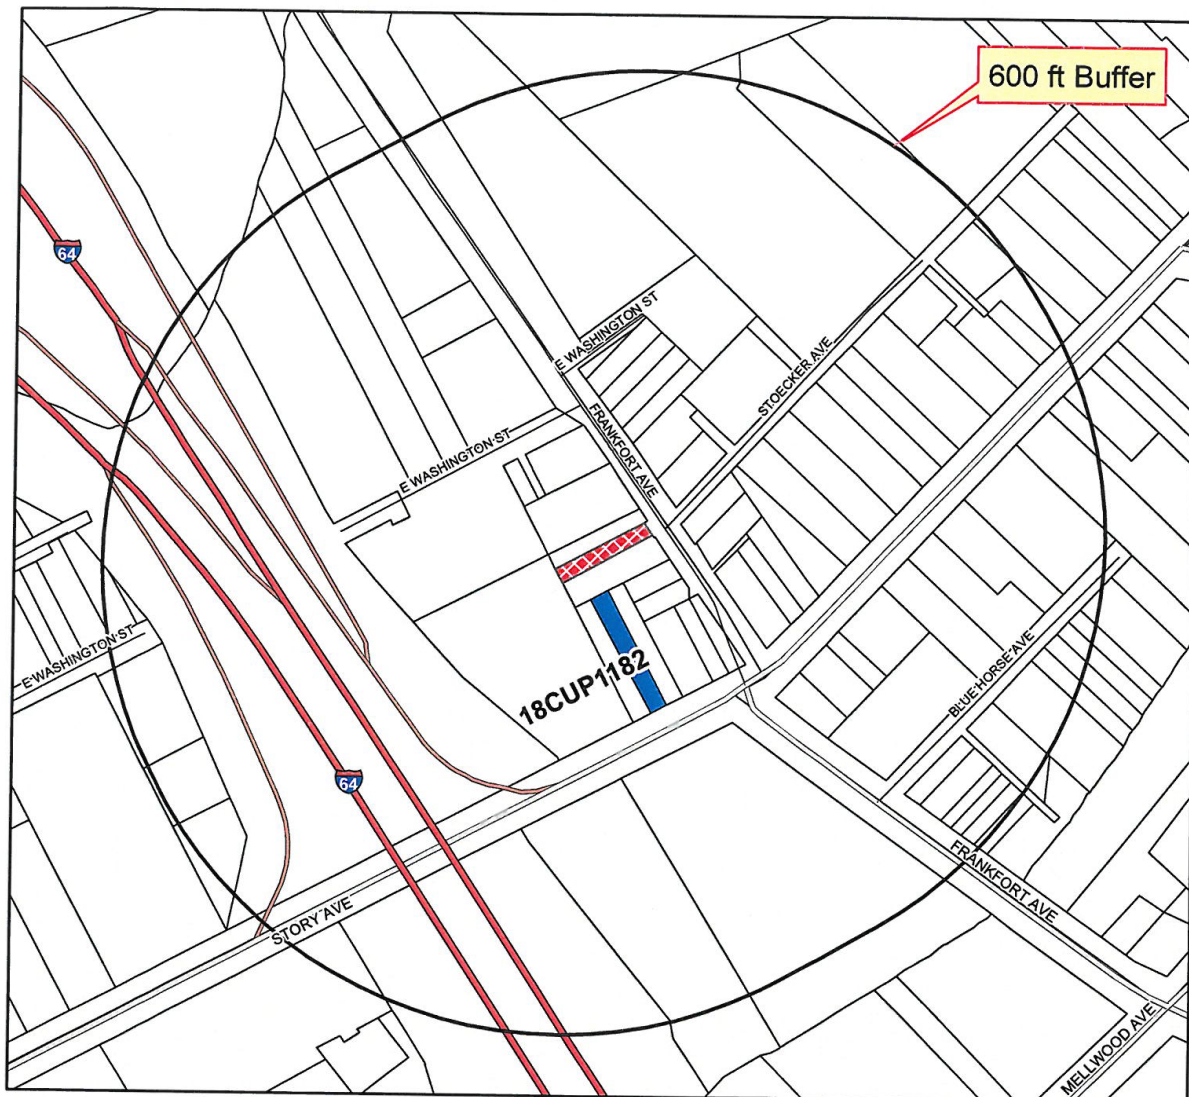 600 ft Buffer
64
E WASHINGTON ST
STOECKER AVE
FRANKFORT AVE
E WASHINGTON ST
E WASHINGTON ST
18CUP1182
BLUE HORSE AVE
64
FRANKFORT AVE
STORY AVE
MELLWOOD AVE